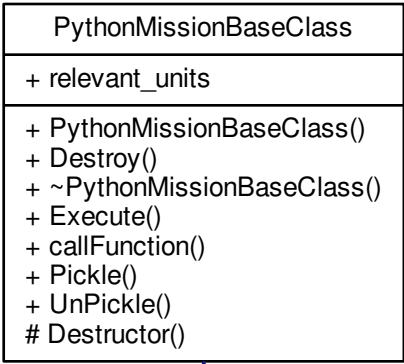 PythonMissionBaseClass
+ relevant_units
+ PythonMissionBaseClass()
+ Destroy()
+ ~PythonMissionBaseClass()
+ Execute()
+ callFunction()
+ Pickle()
+ UnPickle()
# Destructor()